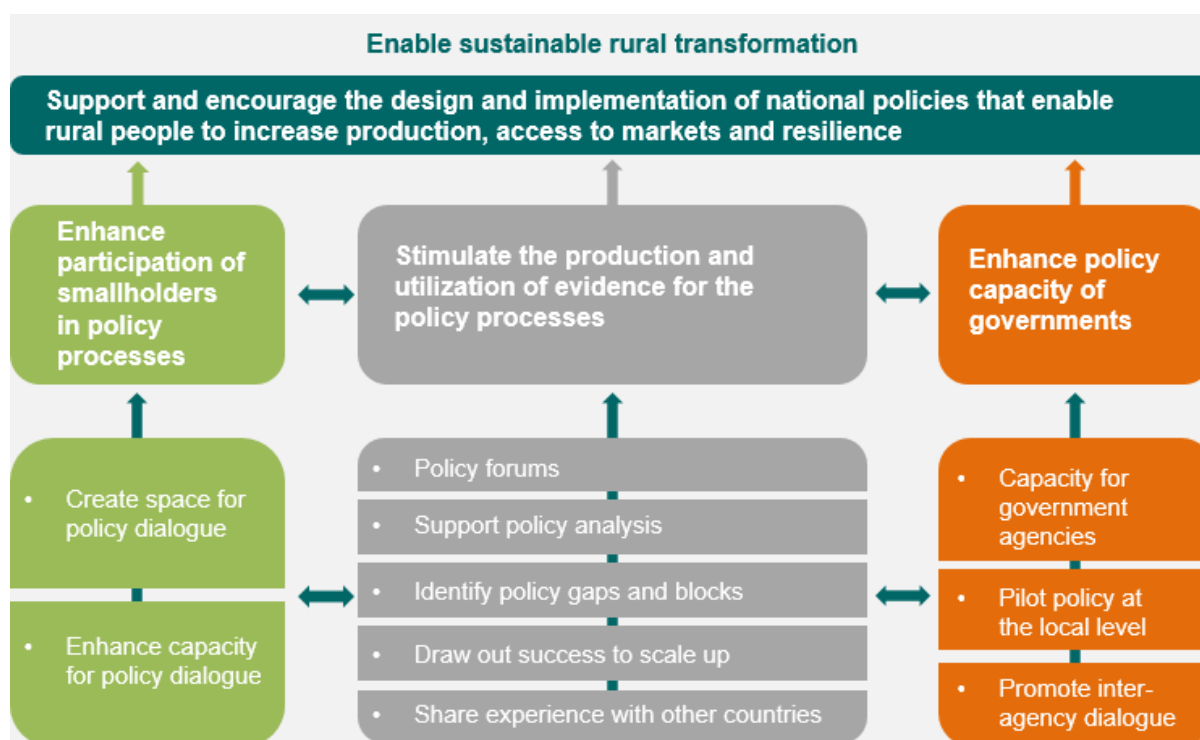 Enable sustainable rural transformation
Support and encourage the design and implementation of national policies that enable
rural people to increase production, access to markets and resilience
Enhance
participation of
smallholders
in policy
processes
Stimulate the production and
utilization of evidence for the
policy processes
Enhance policy
capacity of
governments
• Create space for
policy dialogue
• Enhance capacity
for policy dialogue
• Policy forums
• Support policy analysis
• Identify policy gaps and blocks
• Draw out success to scale up
• Share experience with other countries
• Capacity for
government
agencies
• Pilot policy at
the local level
• Promote inter-
agency dialogue